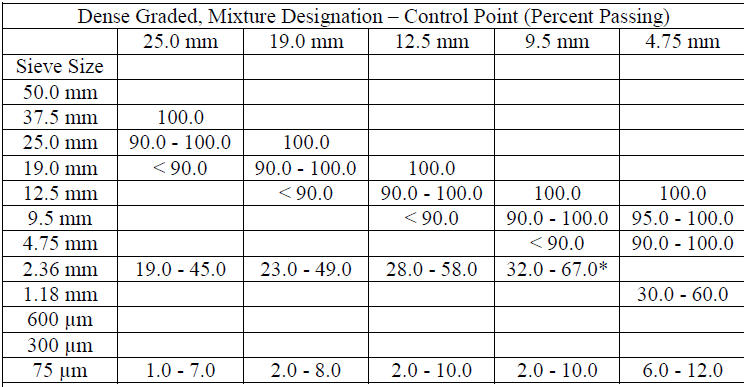 Dense Graded, Mixture Designation – Control Point (Percent Passing)
25.0 mm 19.0 mm 12.5 mm 9.5 mm 4.75 mm
Sieve Size
50.0 mm
37.5 mm 100.0
25.0 mm 90.0 - 100.0 100.0
19.0 mm < 90.0 90.0 - 100.0 100.0
12.5 mm < 90.0 90.0 - 100.0 100.0 100.0
9.5 mm < 90.0 90.0 - 100.0 95.0 - 100.0
4.75 mm < 90.0 90.0 - 100.0
2.36 mm 19.0 - 45.0 23.0 - 49.0 28.0 - 58.0 32.0 - 67.0*
1.18 mm 30.0 - 60.0
600 µm
300 µm
75 µm 1.0 - 7.0 2.0 - 8.0 2.0 - 10.0 2.0 - 10.0 6.0 - 12.0